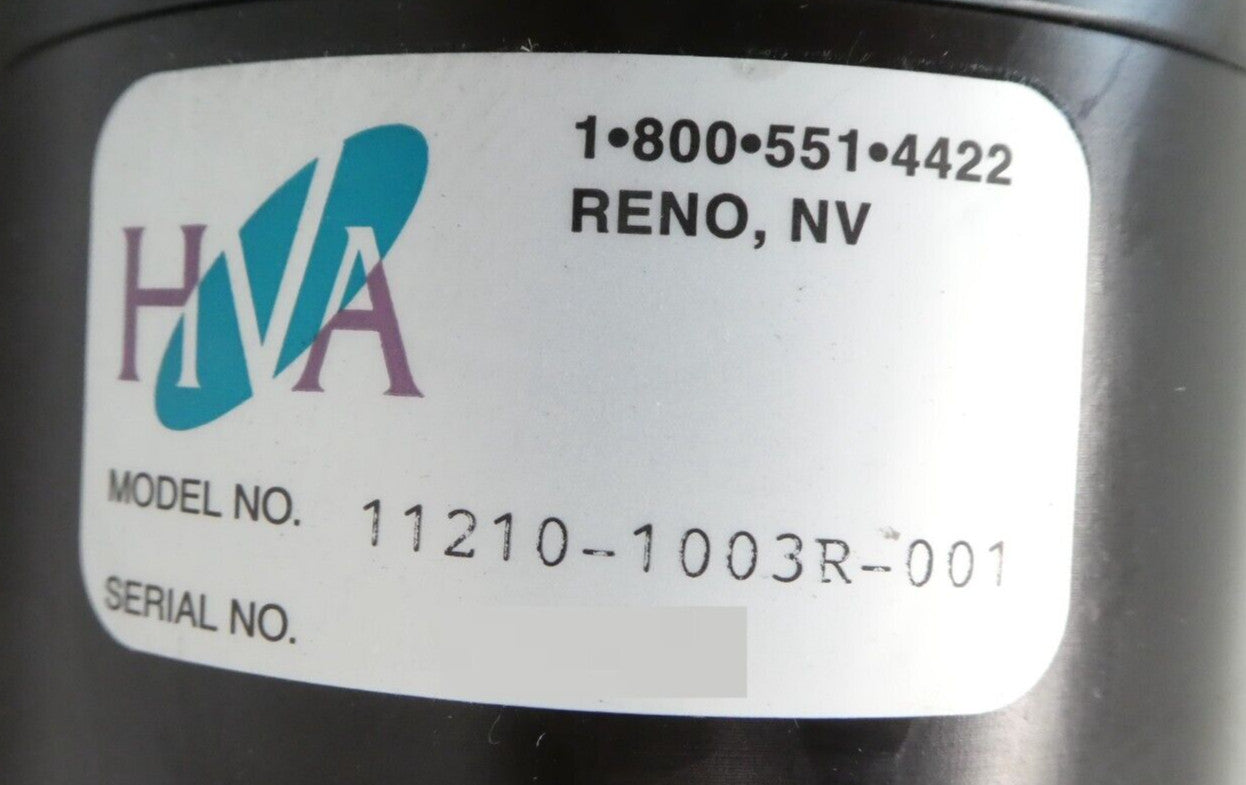 HVA
1•800•551•4422
RENO, NV
MODEL NO. 11210-1003R-001
SERIAL NO.